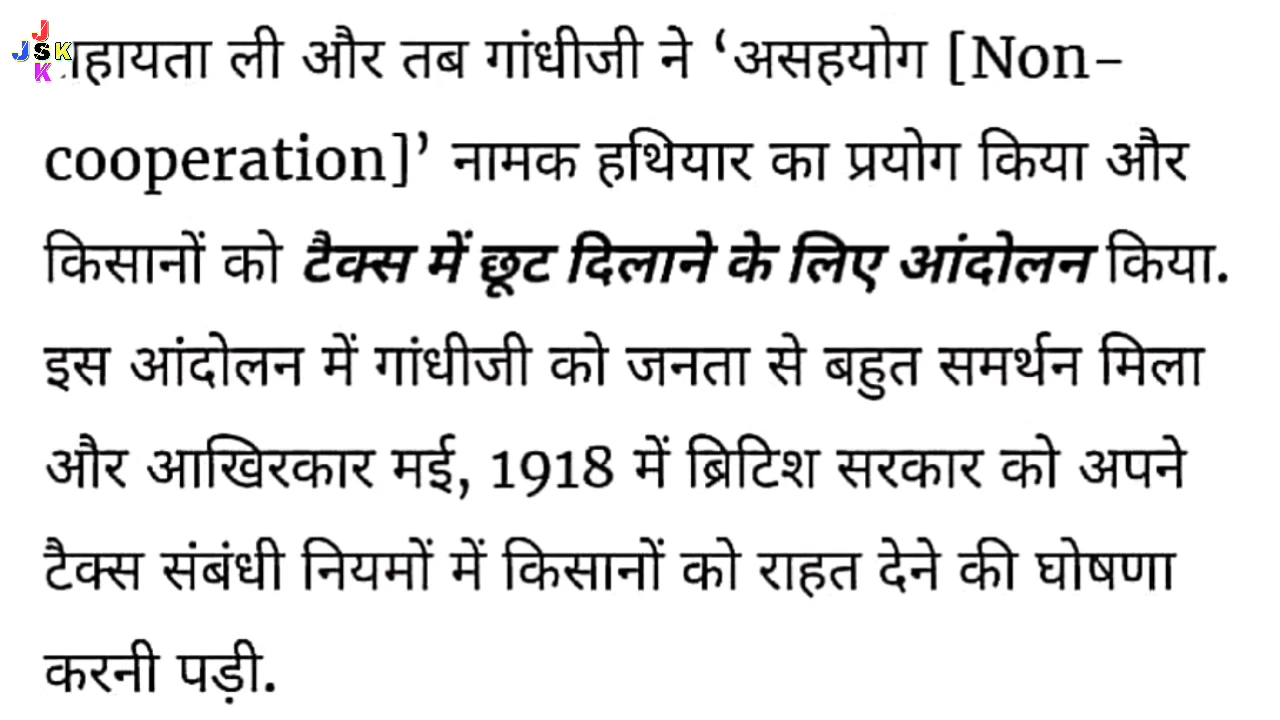 JSK
ली और तब गांधीजी ने ‘असहयोग [Non-
cooperation]’ नामक हथियार का प्रयोग किया और
किसानों को टैक्स में छूट दिलाने के लिए आंदोलन किया.
इस आंदोलन में गांधीजी को जनता से बहुत समर्थन मिला
और आखिरकार मई, 1918 में ब्रिटिश सरकार को अपने
टैक्स संबंधी नियमों में किसानों को राहत देने की घोषणा
करनी पड़ी.